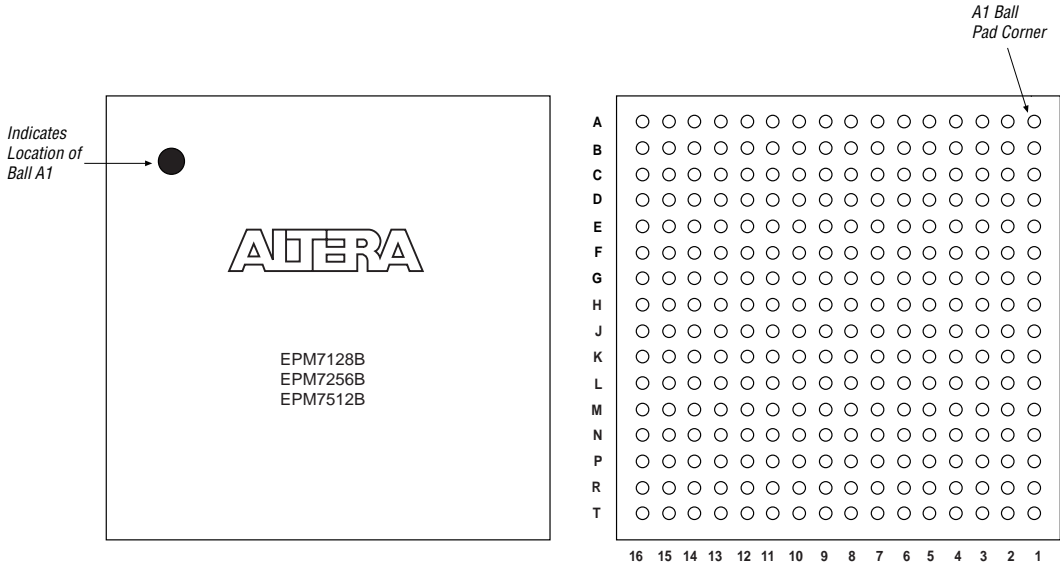 A1 Ball
Pad Corner
Indicates
Location of
Ball A1
ALTERA
EPM7128B
EPM7256B
EPM7512B
A
B
C
D
E
F
G
H
J
K
L
M
N
P
R
T
16 15 14 13 12 11 10 9 8 7 6 5 4 3 2 1